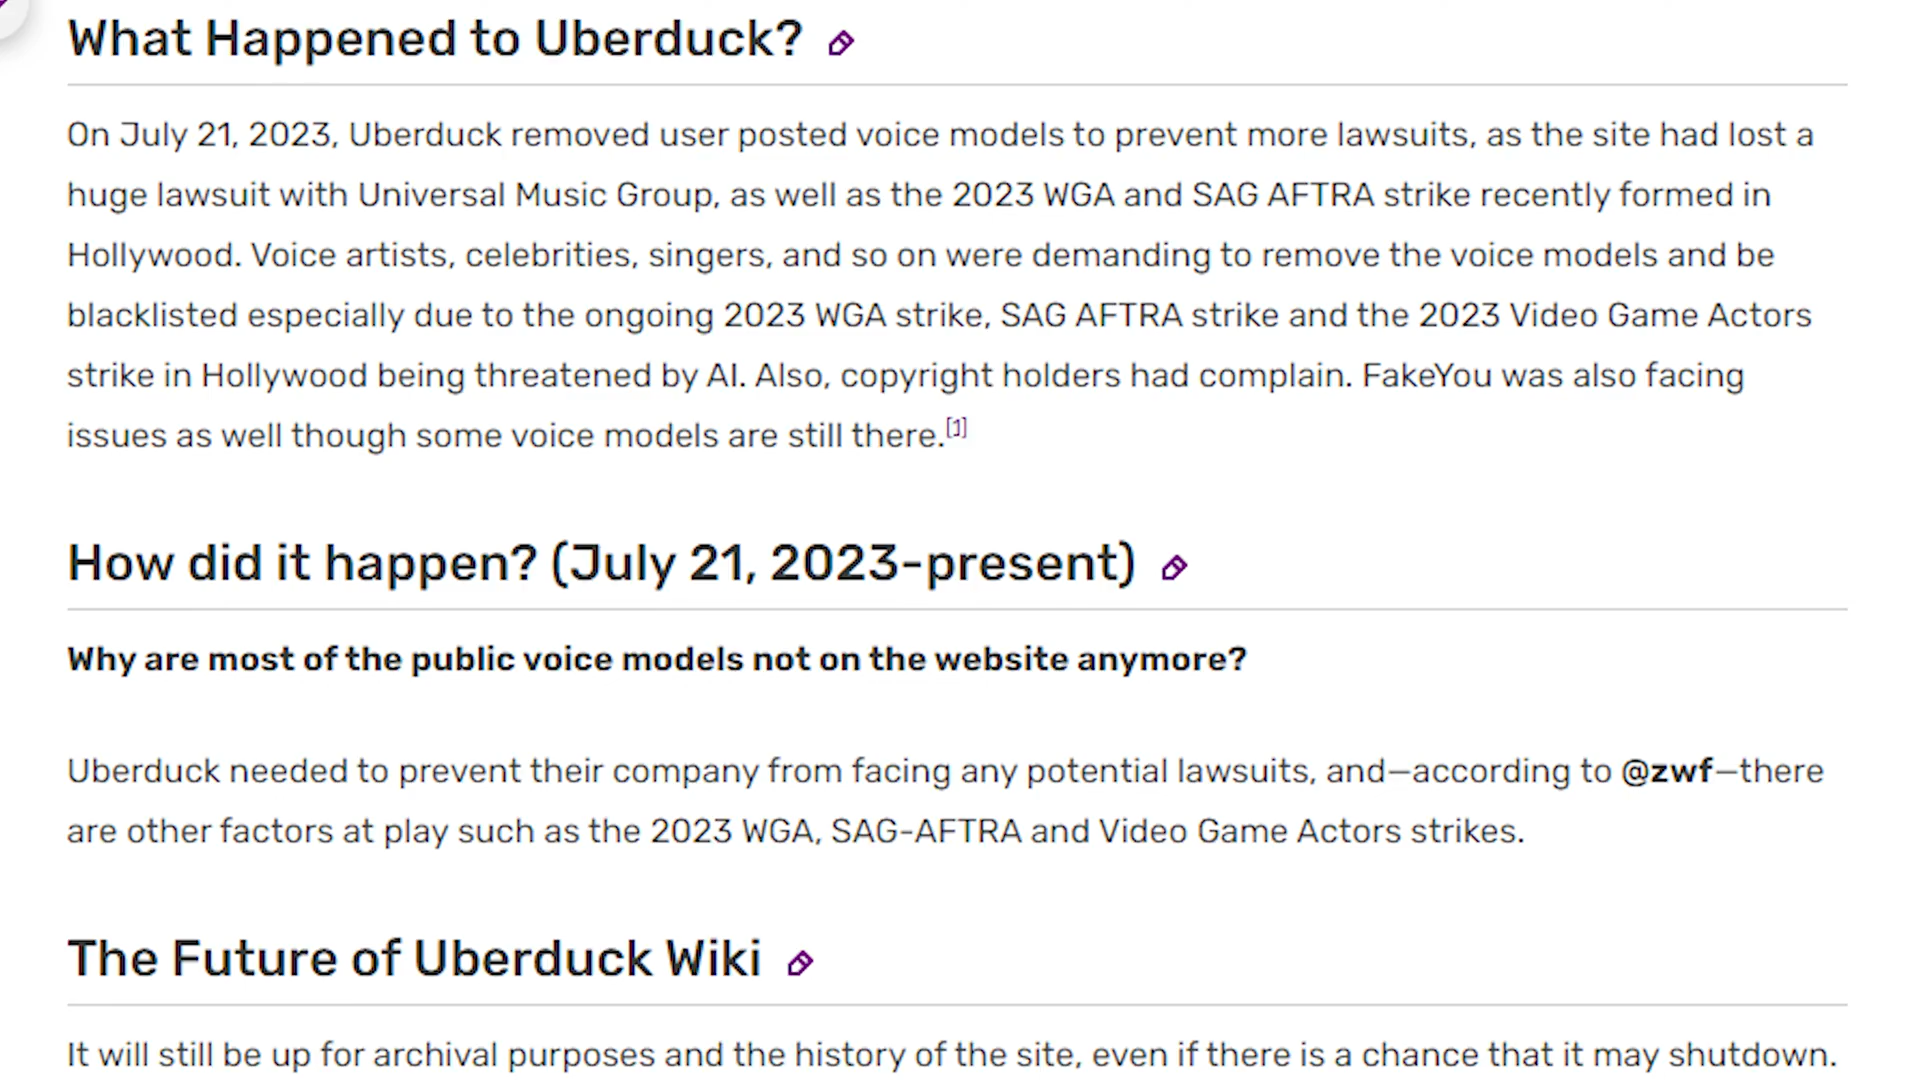 What Happened to Uberduck?
On July 21, 2023, Uberduck removed user posted voice models to prevent more lawsuits, as the site had lost a
huge lawsuit with Universal Music Group, as well as the 2023 WGA and SAG AFTRA strike recently formed in
Hollywood. Voice artists, celebrities, singers, and so on were demanding to remove the voice models and be
blacklisted especially due to the ongoing 2023 WGA strike, SAG AFTRA strike and the 2023 Video Game Actors
strike in Hollywood being threatened by AI. Also, copyright holders had complain. FakeYou was also facing
issues as well though some voice models are still there.[1]
How did it happen? (July 21, 2023-present)
Why are most of the public voice models not on the website anymore?
Uberduck needed to prevent their company from facing any potential lawsuits, and—according to @zwf—there
are other factors at play such as the 2023 WGA, SAG-AFTRA and Video Game Actors strikes.
The Future of Uberduck Wiki
It will still be up for archival purposes and the history of the site, even if there is a chance that it may shutdown.